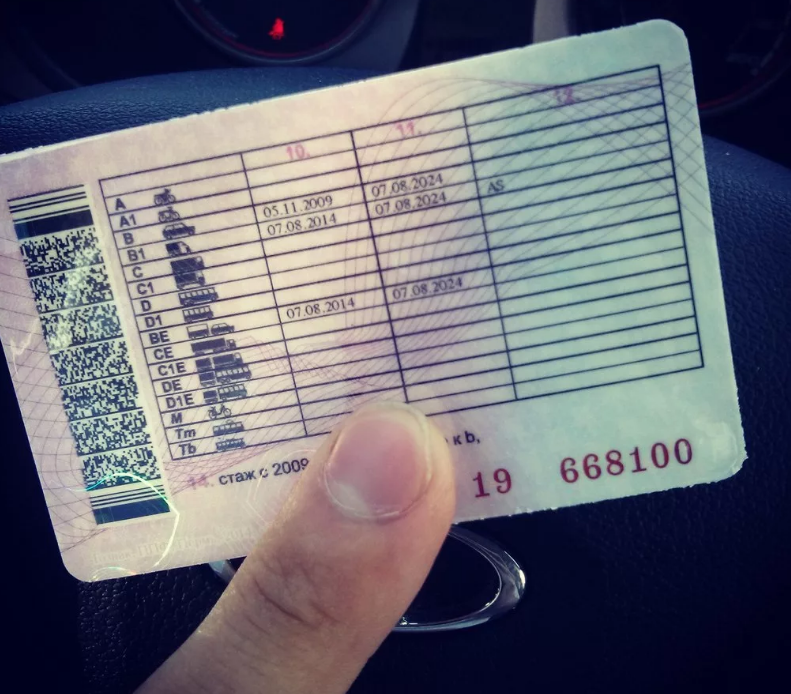 10. 11. 12.
A
A1
B 05.11.2009 07.08.2024
B1 07.08.2014 07.08.2024 AS
C
C1
D
D1
BE 07.08.2014 07.08.2024
CE
C1E
DE
D1E
M
Tm
Tb
14. стаж с 2009 к b,
19 668100